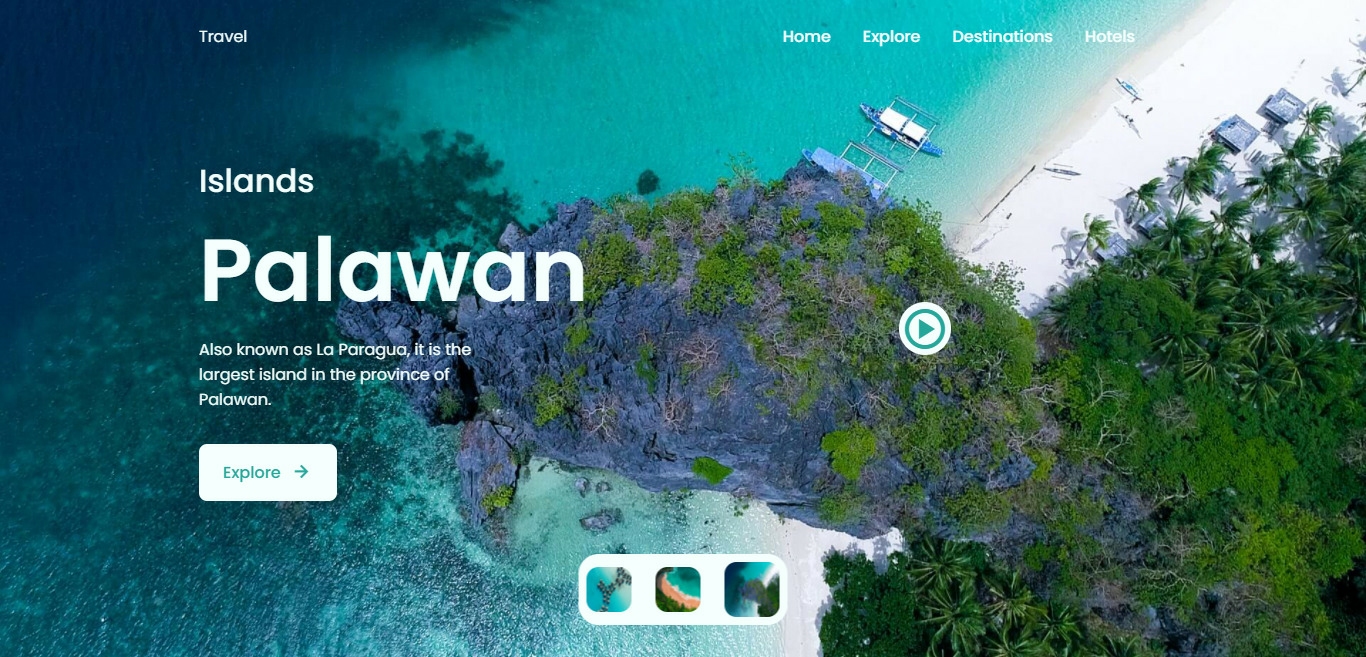 Travel
Home Explore Destinations Hotels
Islands
Palawan
Also known as La Paragua, it is the
largest island in the province of
Palawan.
Explore